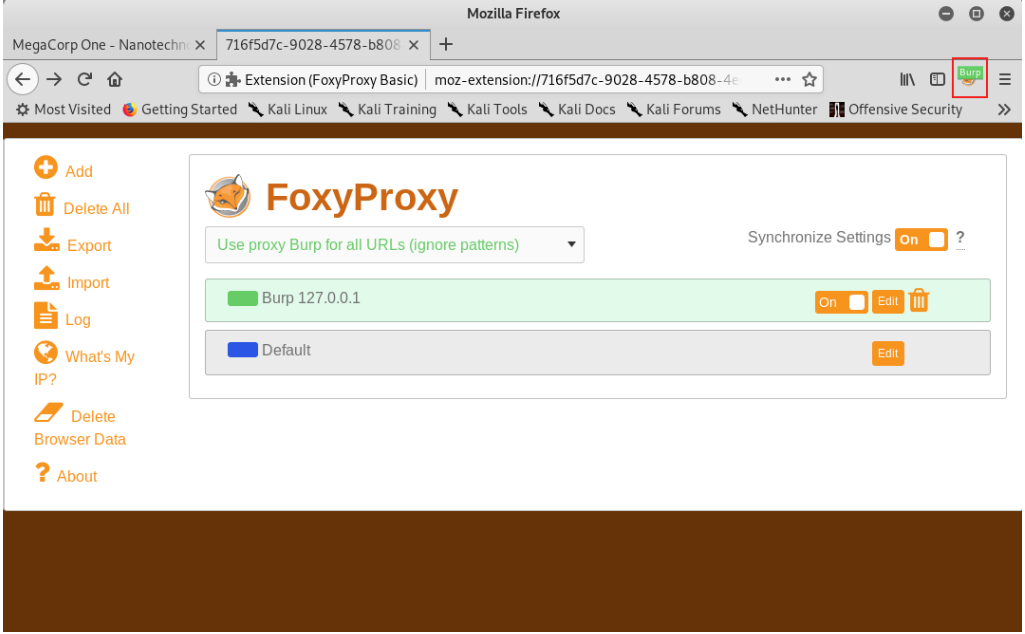 Mozilla Firefox
MegaCorp One - Nanotechn
716f5d7c-9028-4578-b808
Extension (FoxyProxy Basic) moz-extension://716f5d7c-9028-4578-b808-4e
Burp
Most Visited Getting Started Kali Linux Kali Training Kali Tools Kali Docs Kali Forums NetHunter Offensive Security
Add
Delete All
Export
Import
Log
What's My
IP?
Delete
Browser Data
About
FoxyProxy
Use proxy Burp for all URLs (ignore patterns)
Synchronize Settings On ?
Burp 127.0.0.1 On Edit
Default Edit